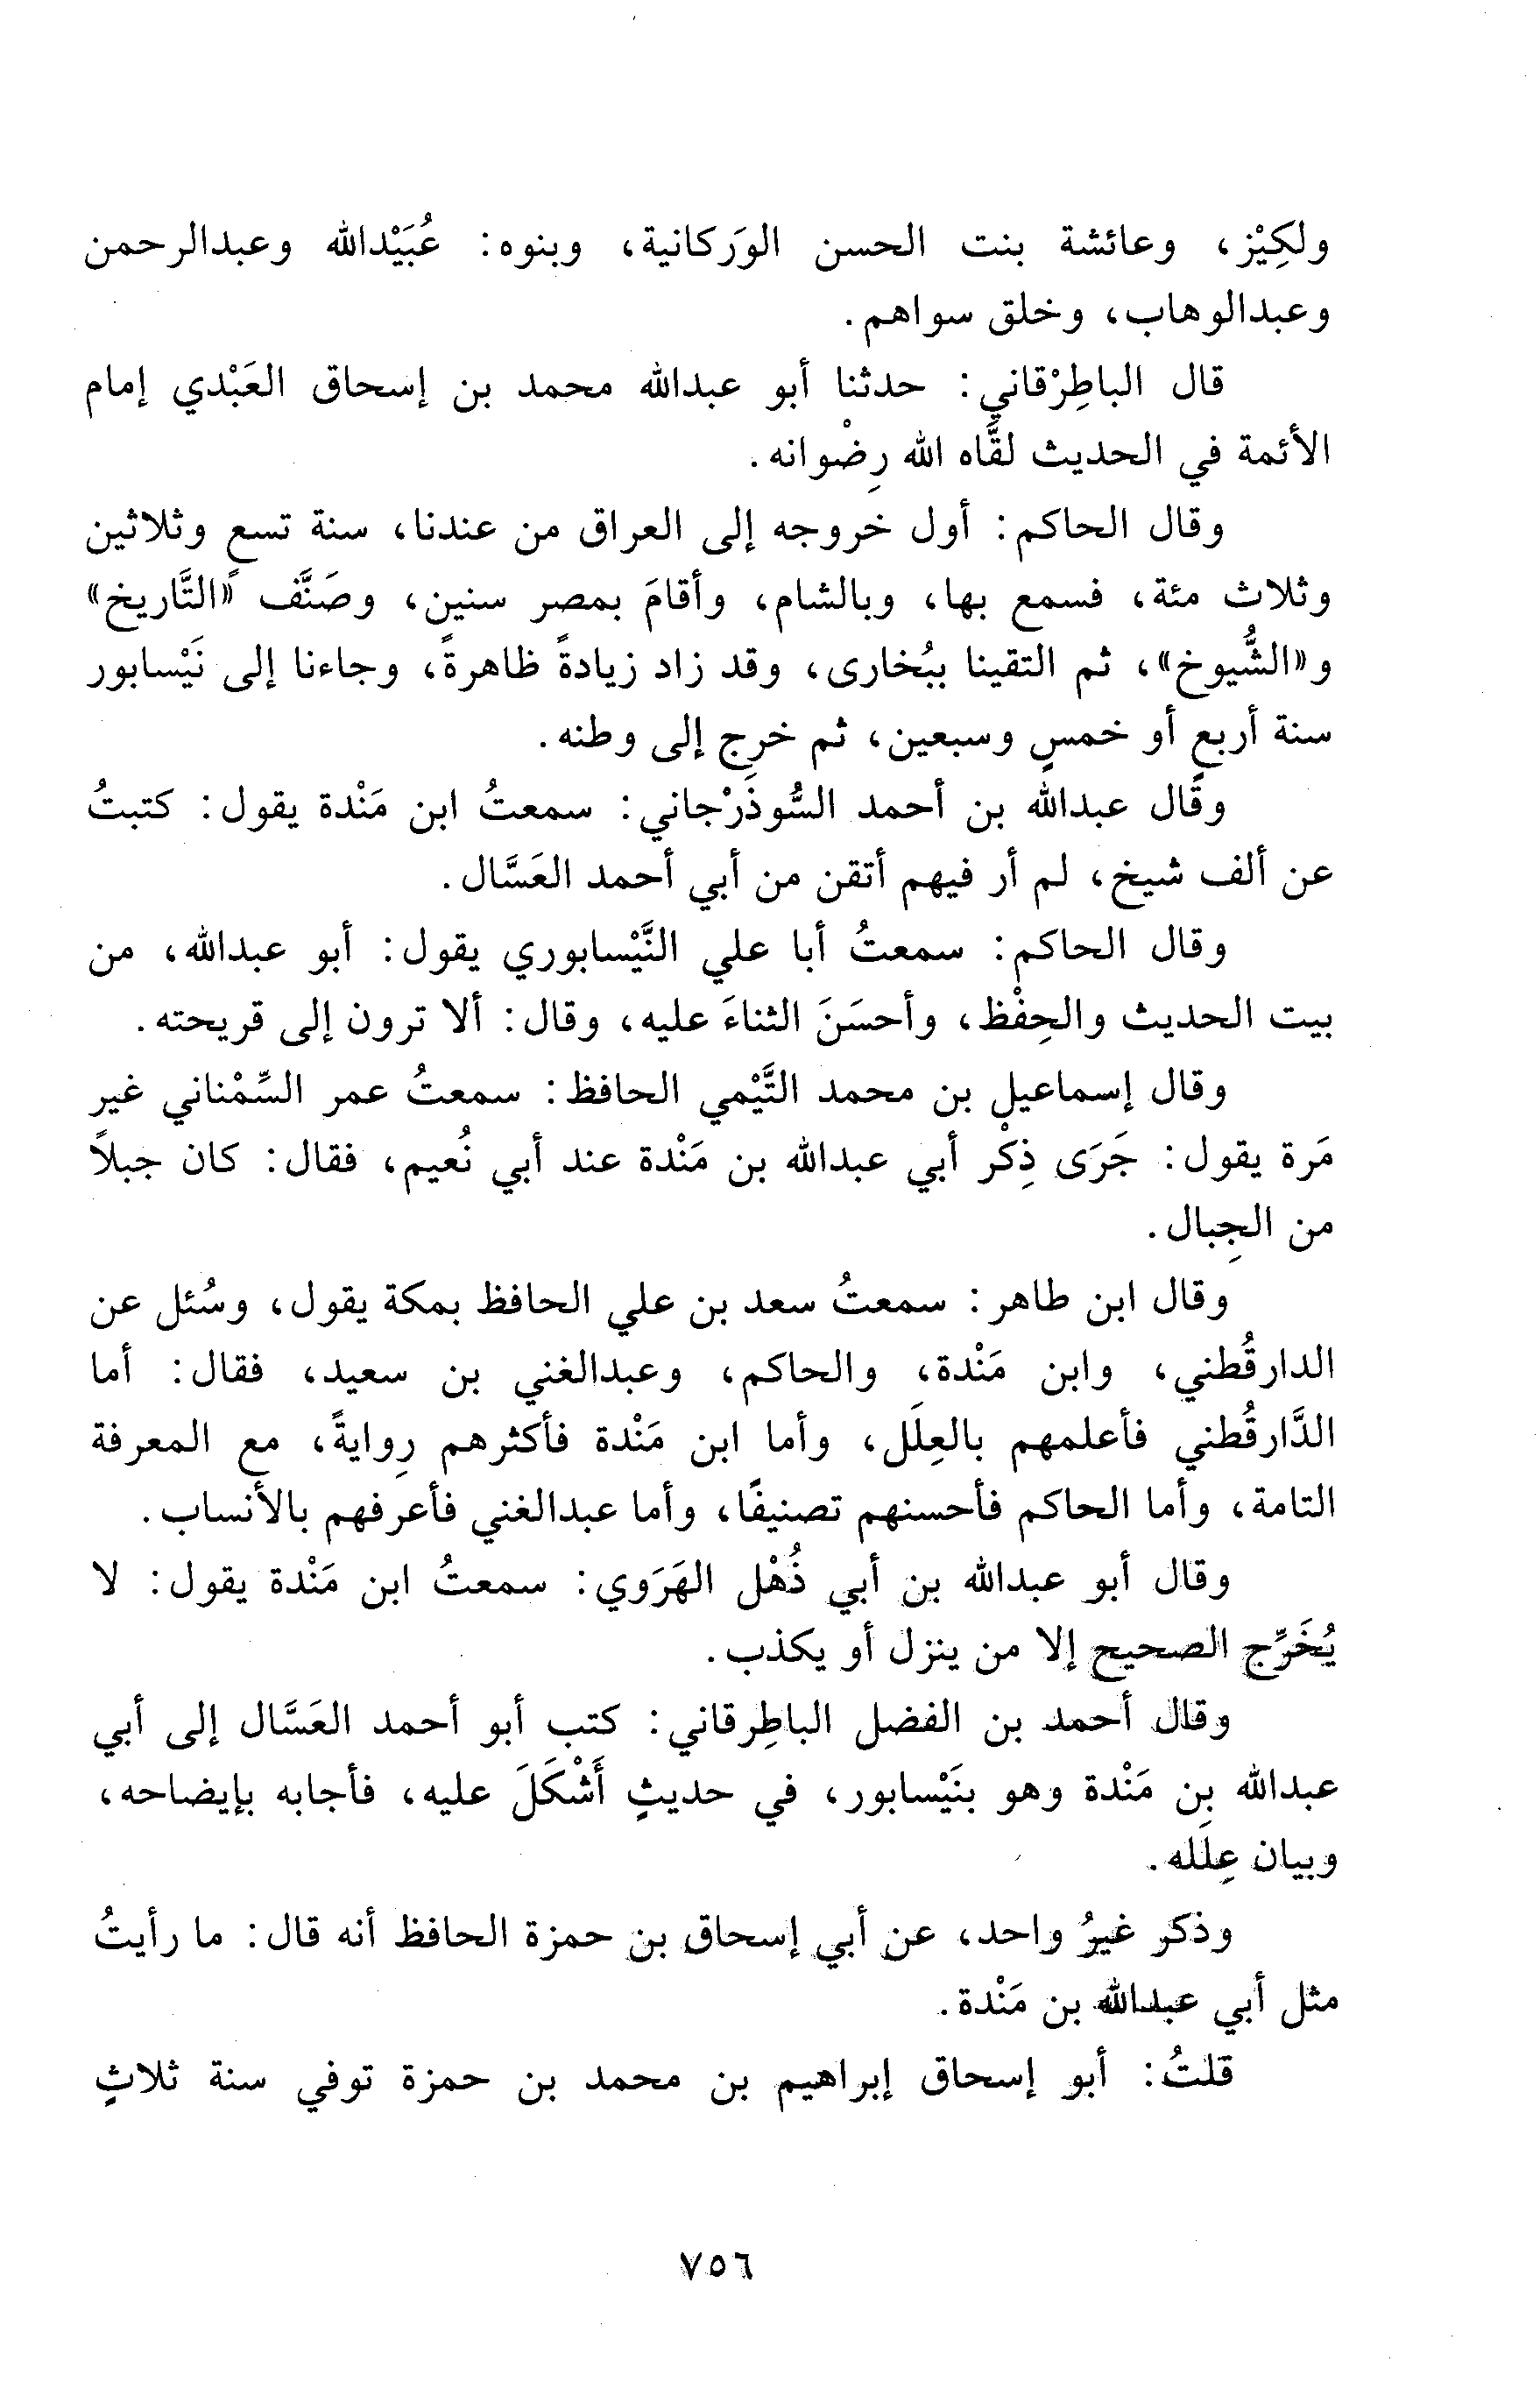 ولكِيْز، وعائشة بنت الحسن الوَركانية، وبنوه: عُبَيْدالله وعبدالرحمن
وعبدالوهاب، وخلق سواهم.
قال الباطِرْقاني: حدثنا أبو عبدالله محمد بن إسحاق العَبْدي إمام
الأئمة في الحديث لقَّاه الله رِضْوانه.
وقال الحاكم: أول خروجه إلى العراق من عندنا، سنة تسعٍ وثلاثين
وثلاث مئة، فسمع بها، وبالشام، وأقامَ بمصر سنين، وصَنَّف «التَّاريخ»
و«الشُّيوخ»، ثم التقينا ببُخارى، وقد زاد زيادةً ظاهرةً، وجاءنا إلى نَيْسابور
سنة أربعٍ أو خمسٍ وسبعين، ثم خرج إلى وطنه.
وقال عبدالله بن أحمد السُّوذَرْجاني: سمعتُ ابن مَنْدة يقول: كتبتُ
عن ألف شيخ، لم أر فيهم أتقن من أبي أحمد العَسَّال.
وقال الحاكم: سمعتُ أبا علي النَّيْسابوري يقول: أبو عبدالله، من
بيت الحديث والحِفْظ، وأحسَنَ الثناءَ عليه، وقال: ألا ترون إلى قريحته.
وقال إسماعيل بن محمد التَّيْمي الحافظ: سمعتُ عمر السِّمْناني غير
مَرة يقول: جَرَى ذِكْر أبي عبدالله بن مَنْدة عند أبي نُعيم، فقال: كان جبلاً
من الجِبال.
وقال ابن طاهر: سمعتُ سعد بن علي الحافظ بمكة يقول، وسُئل عن
الدارقُطني، وابن مَنْدة، والحاكم، وعبدالغني بن سعيد، فقال: أما
الدَّارقُطني فأعلمهم بالعِلَل، وأما ابن مَنْدة فأكثرهم رِوايةً، مع المعرفة
التامة، وأما الحاكم فأحسنهم تصنيفًا، وأما عبدالغني فأعرفهم بالأنساب.
وقال أبو عبدالله بن أبي ذُهْل الهَرَوي: سمعتُ ابن مَنْدة يقول: لا
يُخَرِّج الصحيح إلا من ينزل أو يكذب.
وقال أحمد بن الفضل الباطِرقاني: كتب أبو أحمد العَسَّال إلى أبي
عبدالله بن مَنْدة وهو بنَيْسابور، في حديثٍ أَشْكَلَ عليه، فأجابه بإيضاحه،
وبيان عِلَله.
وذكر غيرُ واحد، عن أبي إسحاق بن حمزة الحافظ أنه قال: ما رأيتُ
مثل أبي عبدالله بن مَنْدة.
قلتُ: أبو إسحاق إبراهيم بن محمد بن حمزة توفي سنة ثلاثٍ
٧٥٦